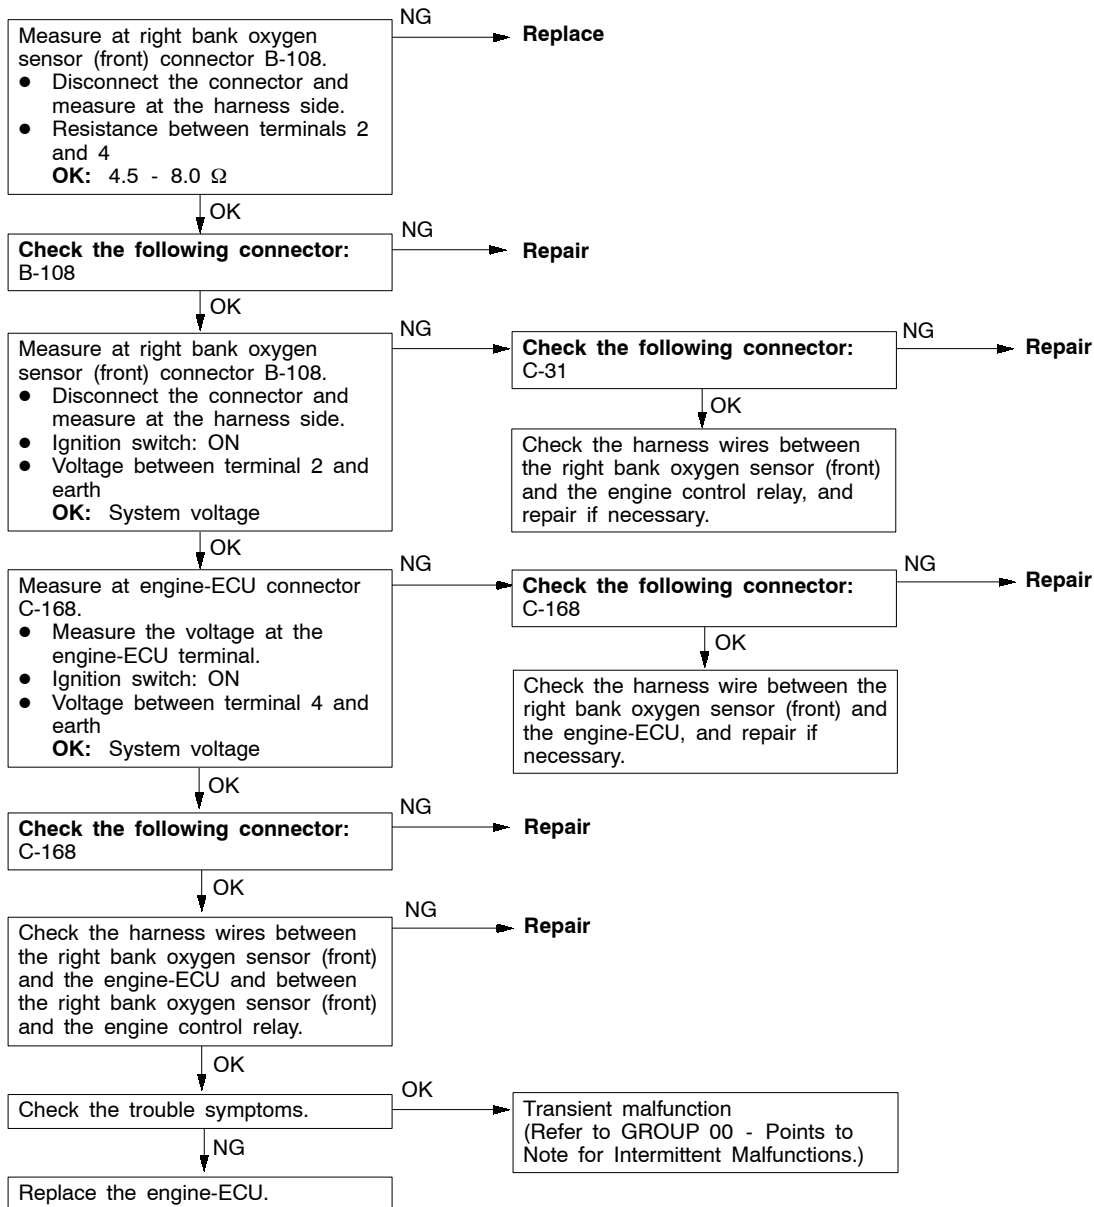 Measure at right bank oxygen
sensor (front) connector B-108.
● Disconnect the connector and
measure at the harness side.
● Resistance between terminals 2
and 4
OK: 4.5 - 8.0 Ω
NG
Replace
OK
Check the following connector:
B-108
NG
Repair
OK
Measure at right bank oxygen
sensor (front) connector B-108.
● Disconnect the connector and
measure at the harness side.
● Ignition switch: ON
● Voltage between terminal 2 and
earth
OK: System voltage
NG
Check the following connector:
C-31
NG
Repair
OK
Check the harness wires between
the right bank oxygen sensor (front)
and the engine control relay, and
repair if necessary.
OK
Measure at engine-ECU connector
C-168.
● Measure the voltage at the
engine-ECU terminal.
● Ignition switch: ON
● Voltage between terminal 4 and
earth
OK: System voltage
NG
Check the following connector:
C-168
NG
Repair
OK
Check the harness wire between the
right bank oxygen sensor (front) and
the engine-ECU, and repair if
necessary.
OK
Check the following connector:
C-168
NG
Repair
OK
Check the harness wires between
the right bank oxygen sensor (front)
and the engine-ECU and between
the right bank oxygen sensor (front)
and the engine control relay.
NG
Repair
OK
Check the trouble symptoms.
OK
Transient malfunction
(Refer to GROUP 00 - Points to
Note for Intermittent Malfunctions.)
NG
Replace the engine-ECU.